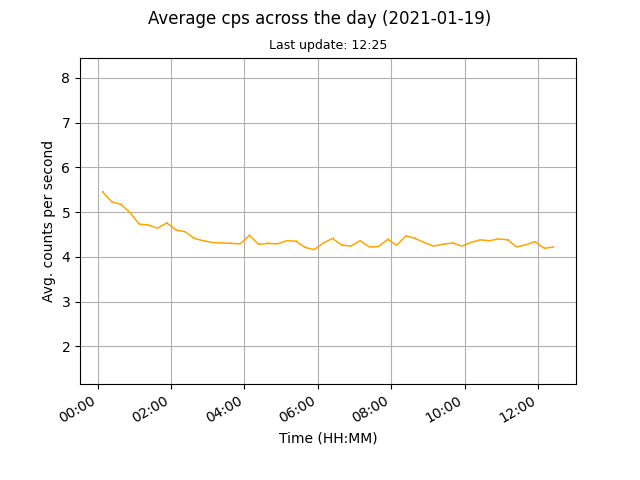 Average cps across the day (2021-01-19)
Last update: 12:25
8
7
6
5
4
3
2
Avg. counts per second
00:00 02:00 04:00 06:00 08:00 10:00 12:00
Time (HH:MM)